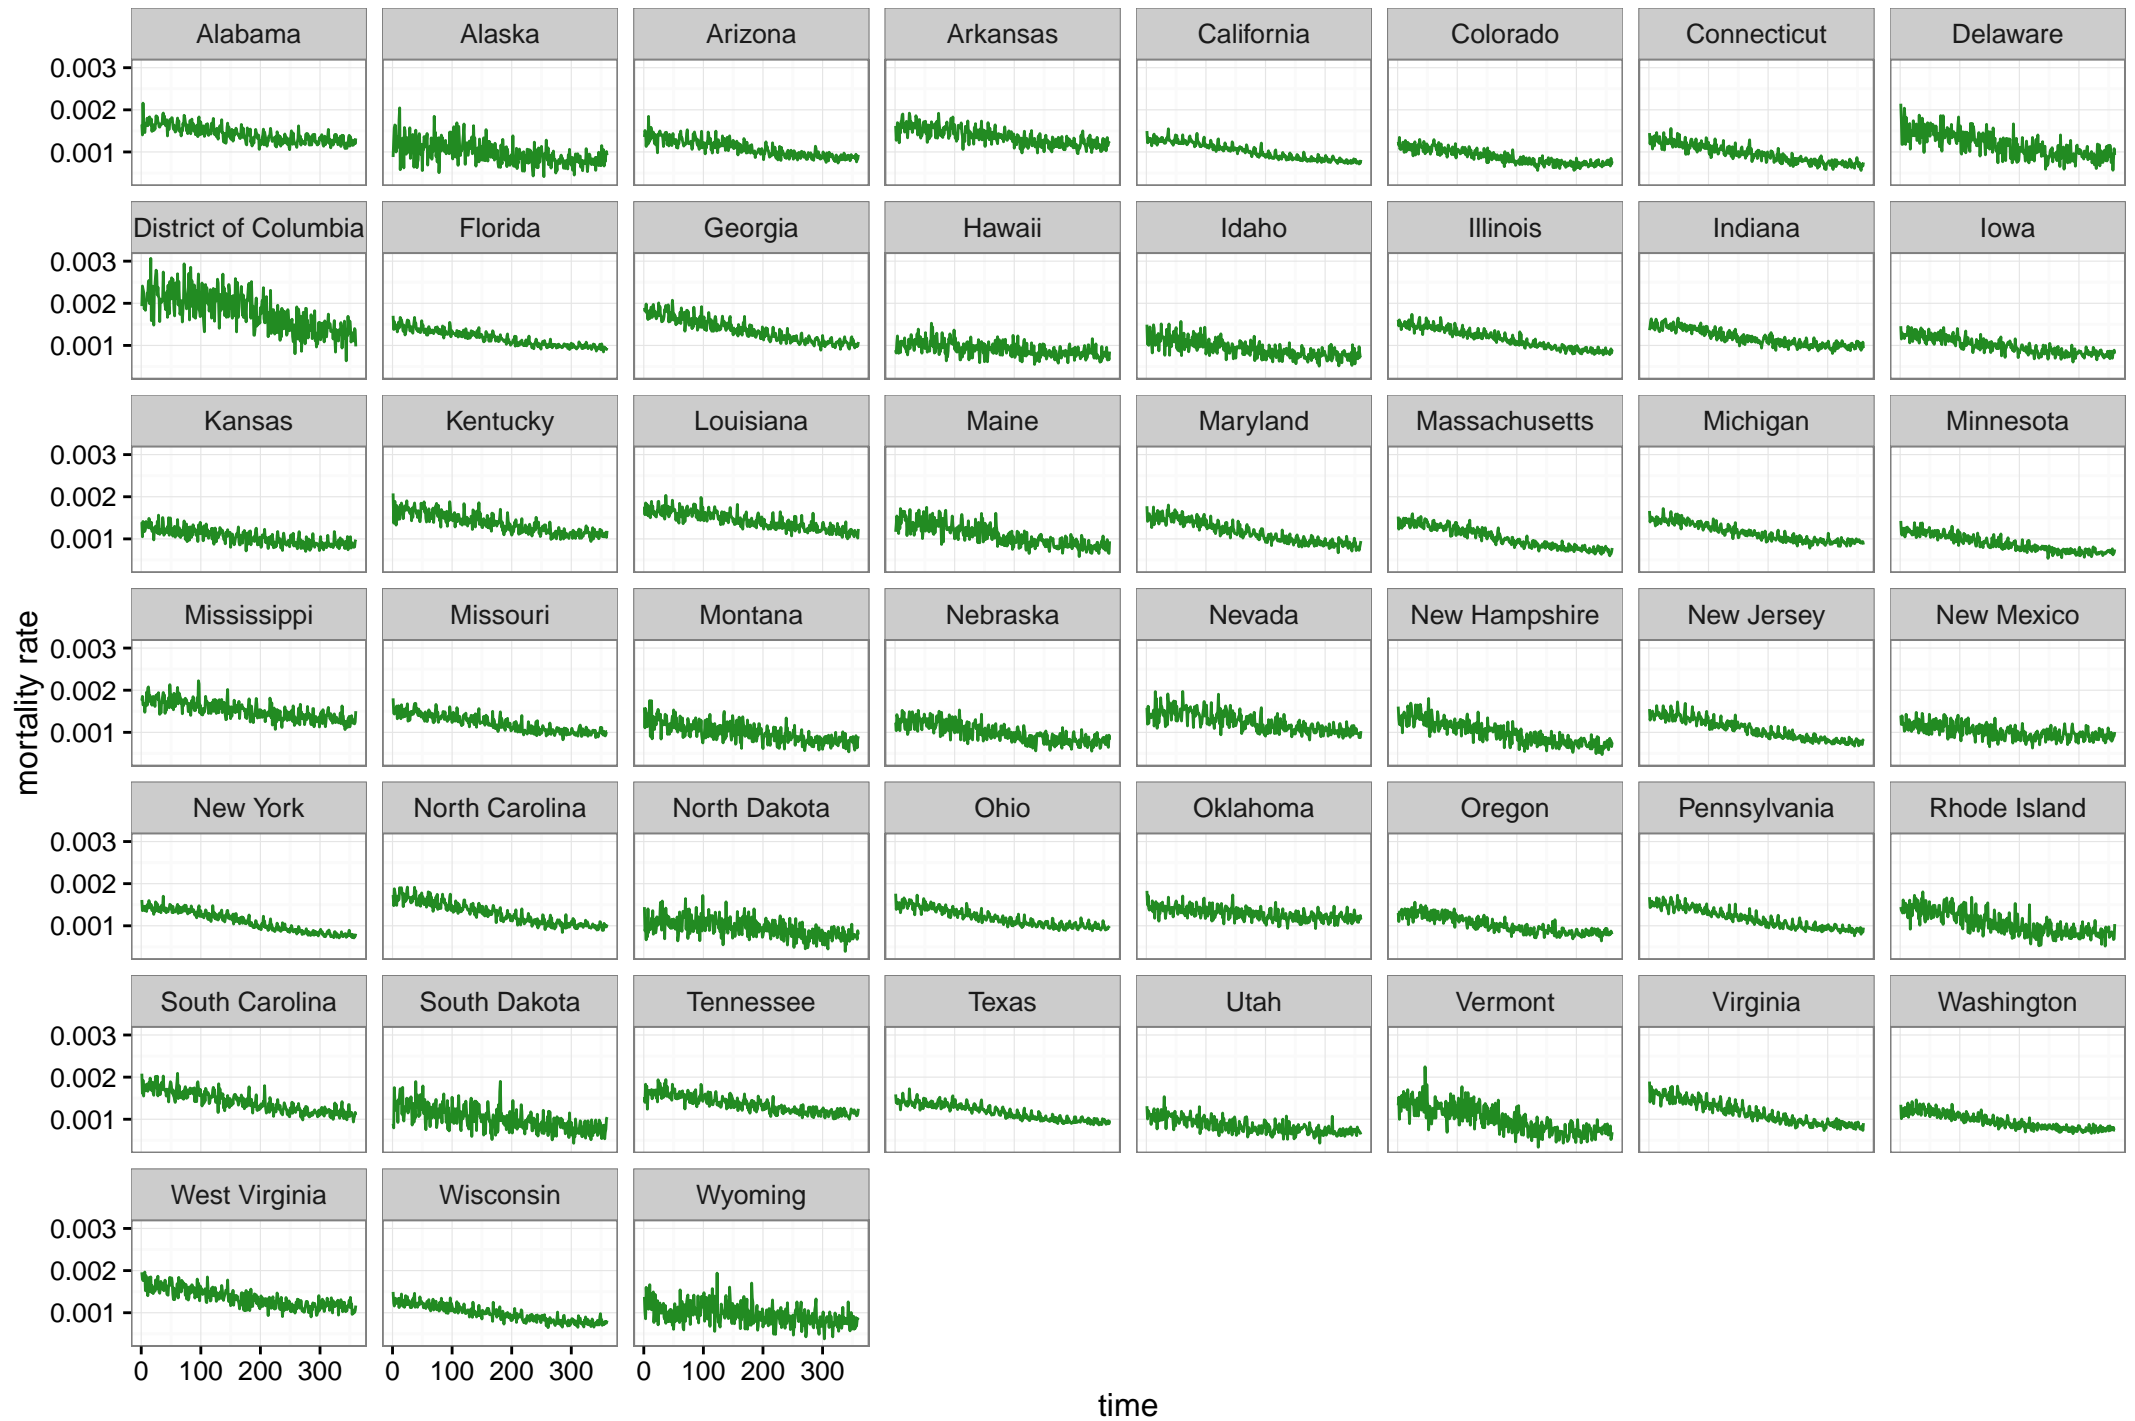 Alabama Alaska Arizona Arkansas California Colorado Connecticut Delaware
0.003
0.002
0.001
District of Columbia Florida Georgia Hawaii Idaho Illinois Indiana Iowa
0.003
0.002
0.001
Kansas Kentucky Louisiana Maine Maryland Massachusetts Michigan Minnesota
0.003
0.002
0.001
Mississippi Missouri Montana Nebraska Nevada New Hampshire New Jersey New Mexico
0.003
0.002
0.001
mortality rate
New York North Carolina North Dakota Ohio Oklahoma Oregon Pennsylvania Rhode Island
0.003
0.002
0.001
South Carolina South Dakota Tennessee Texas Utah Vermont Virginia Washington
0.003
0.002
0.001
West Virginia Wisconsin Wyoming
0.003
0.002
0.001
0 100 200 300 0 100 200 300 0 100 200 300
time